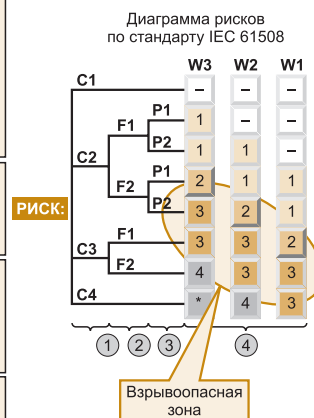 Диаграмма рисков
по стандарту IEC 61508
W3 W2 W1
C1 – – –
P1 1 – –
F1
P2 1 1 –
C2
P1 2 1 1
F2
РИСК: P2 3 2 1
F1 3 3 2
C3
F2 4 3 3
C4 * 4 3
1 2 3 4
Взрывоопасная
зона